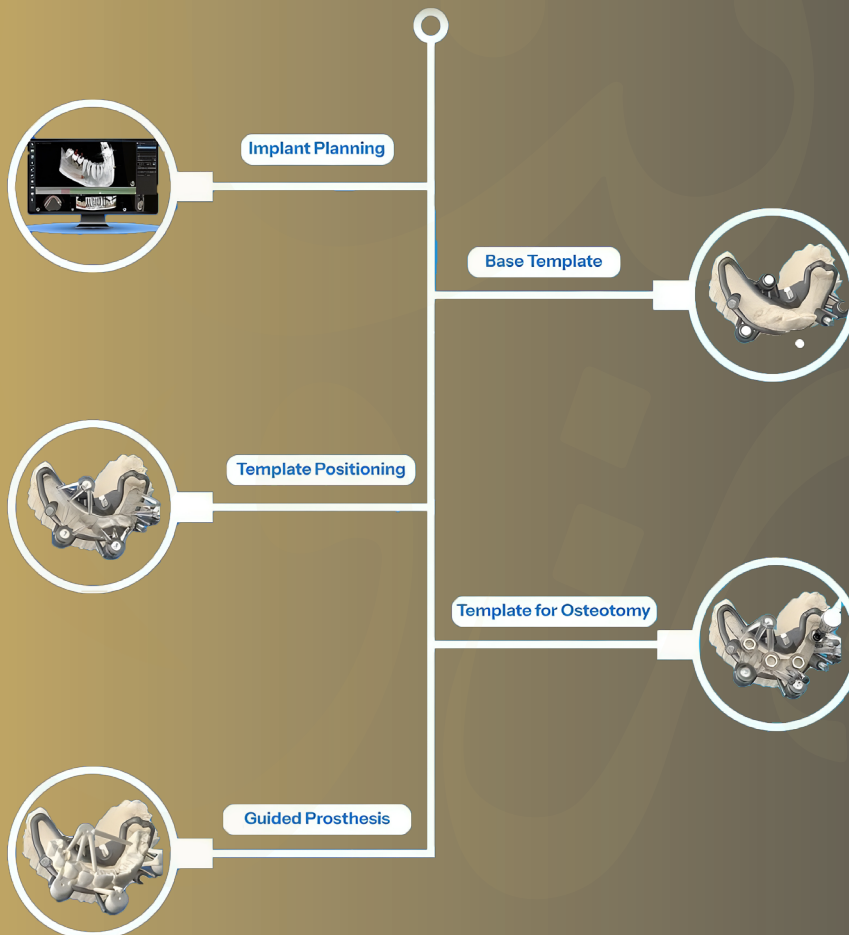 Implant Planning
Base Template
Template Positioning
Template for Osteotomy
Guided Prosthesis